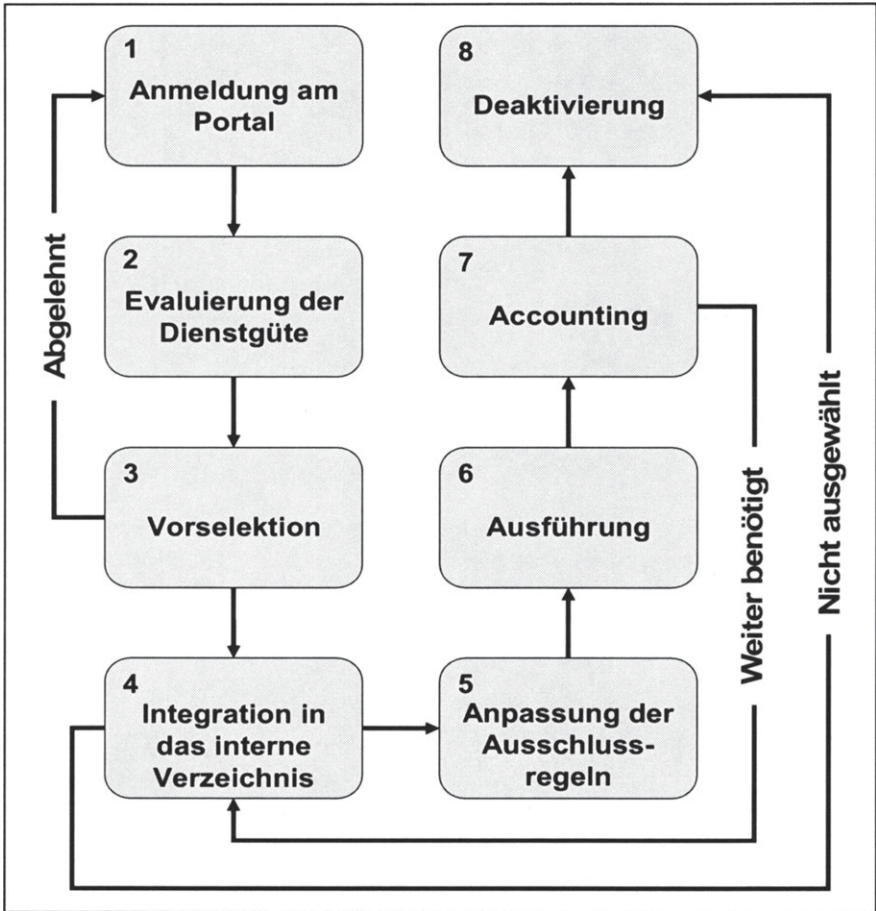 1
Anmeldung am
Portal
2
Evaluierung der
Dienstgüte
3
Vorselektion
4
Integration in
das interne
Verzeichnis
5
Anpassung der
Ausschluss-
regeln
6
Ausführung
7
Accounting
8
Deaktivierung
Abgelehnt
Weiter benötigt
Nicht ausgewählt